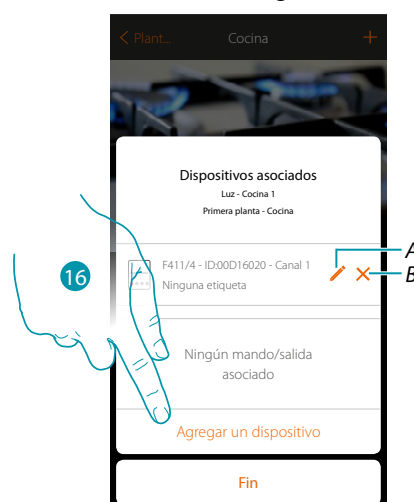 Plant...
Cocina
+
Dispositivos asociados
Luz - Cocina 1
Primera planta - Cocina
F411/4 - ID:00D16020 - Canal 1
Ninguna etiqueta
A
B
16
Ningún mando/salida
asociado
Agregar un dispositivo
Fin